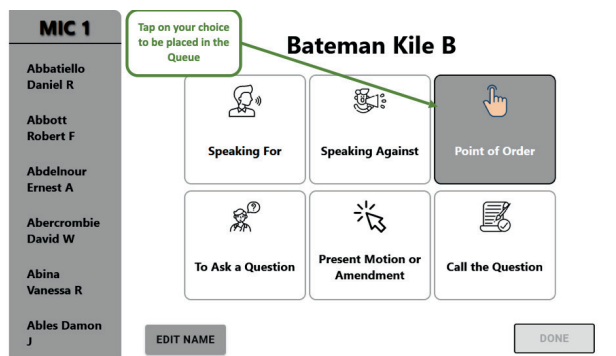 MIC 1
Abbatiello
Daniel R
Abbott
Robert F
Abdelnour
Ernest A
Abercrombie
David W
Abina
Vanessa R
Ables Damon
J
Tap on your choice
to be placed in the
Queue
Bateman Kile B
Speaking For
Speaking Against
Point of Order
?
To Ask a Question
Present Motion or
Amendment
Call the Question
EDIT NAME
DONE